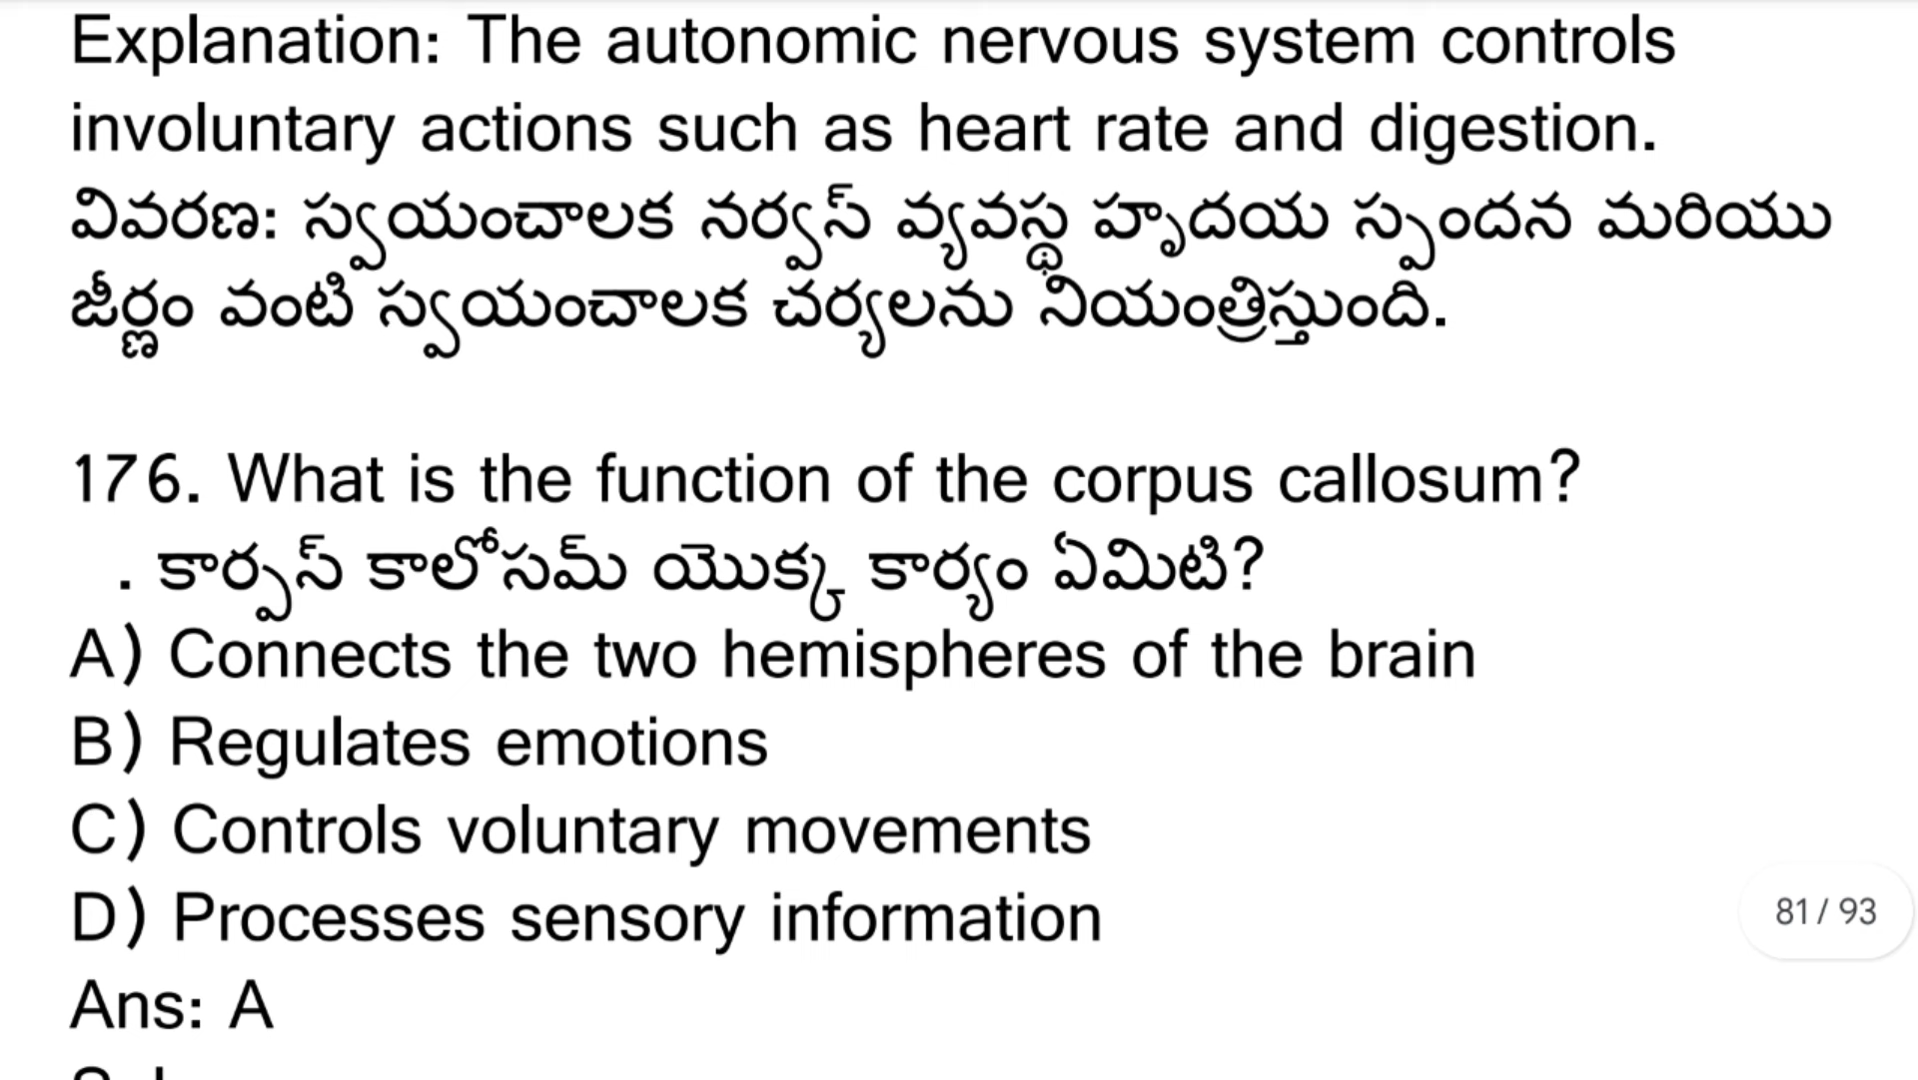 Explanation: The autonomic nervous system controls
involuntary actions such as heart rate and digestion.
వివరణ: స్వయంచాలక నర్వస్ వ్యవస్థ హృదయ స్పందన మరియు
జీర్ణం వంటి స్వయంచాలక చర్యలను నియంత్రిస్తుంది.
176. What is the function of the corpus callosum?
. కార్పస్ కాలోసమ్ యొక్క కార్యం ఏమిటి?
A) Connects the two hemispheres of the brain
B) Regulates emotions
C) Controls voluntary movements
D) Processes sensory information
81 / 93
Ans: A